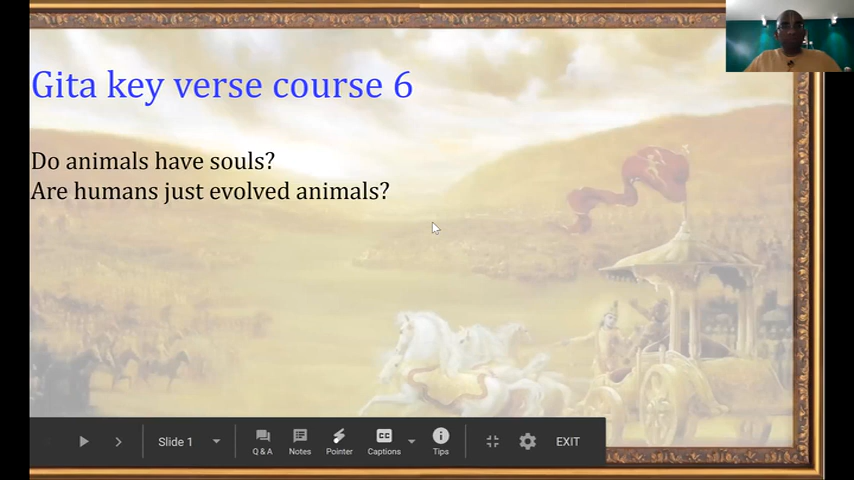 Gita key verse course 6
Do animals have souls?
Are humans just evolved animals?
Slide 1
Q & A
Notes
Pointer
CC
Captions
Tips
EXIT